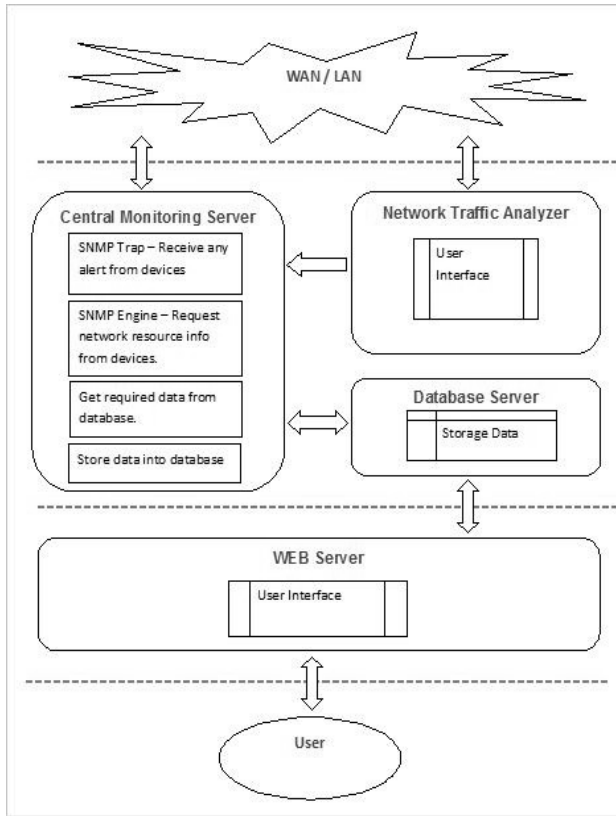 WAN / LAN
Central Monitoring Server
SNMP Trap – Receive any
alert from devices
SNMP Engine – Request
network resource info
from devices.
Get required data from
database.
Store data into database
Network Traffic Analyzer
User
Interface
Database Server
Storage Data
WEB Server
User Interface
User